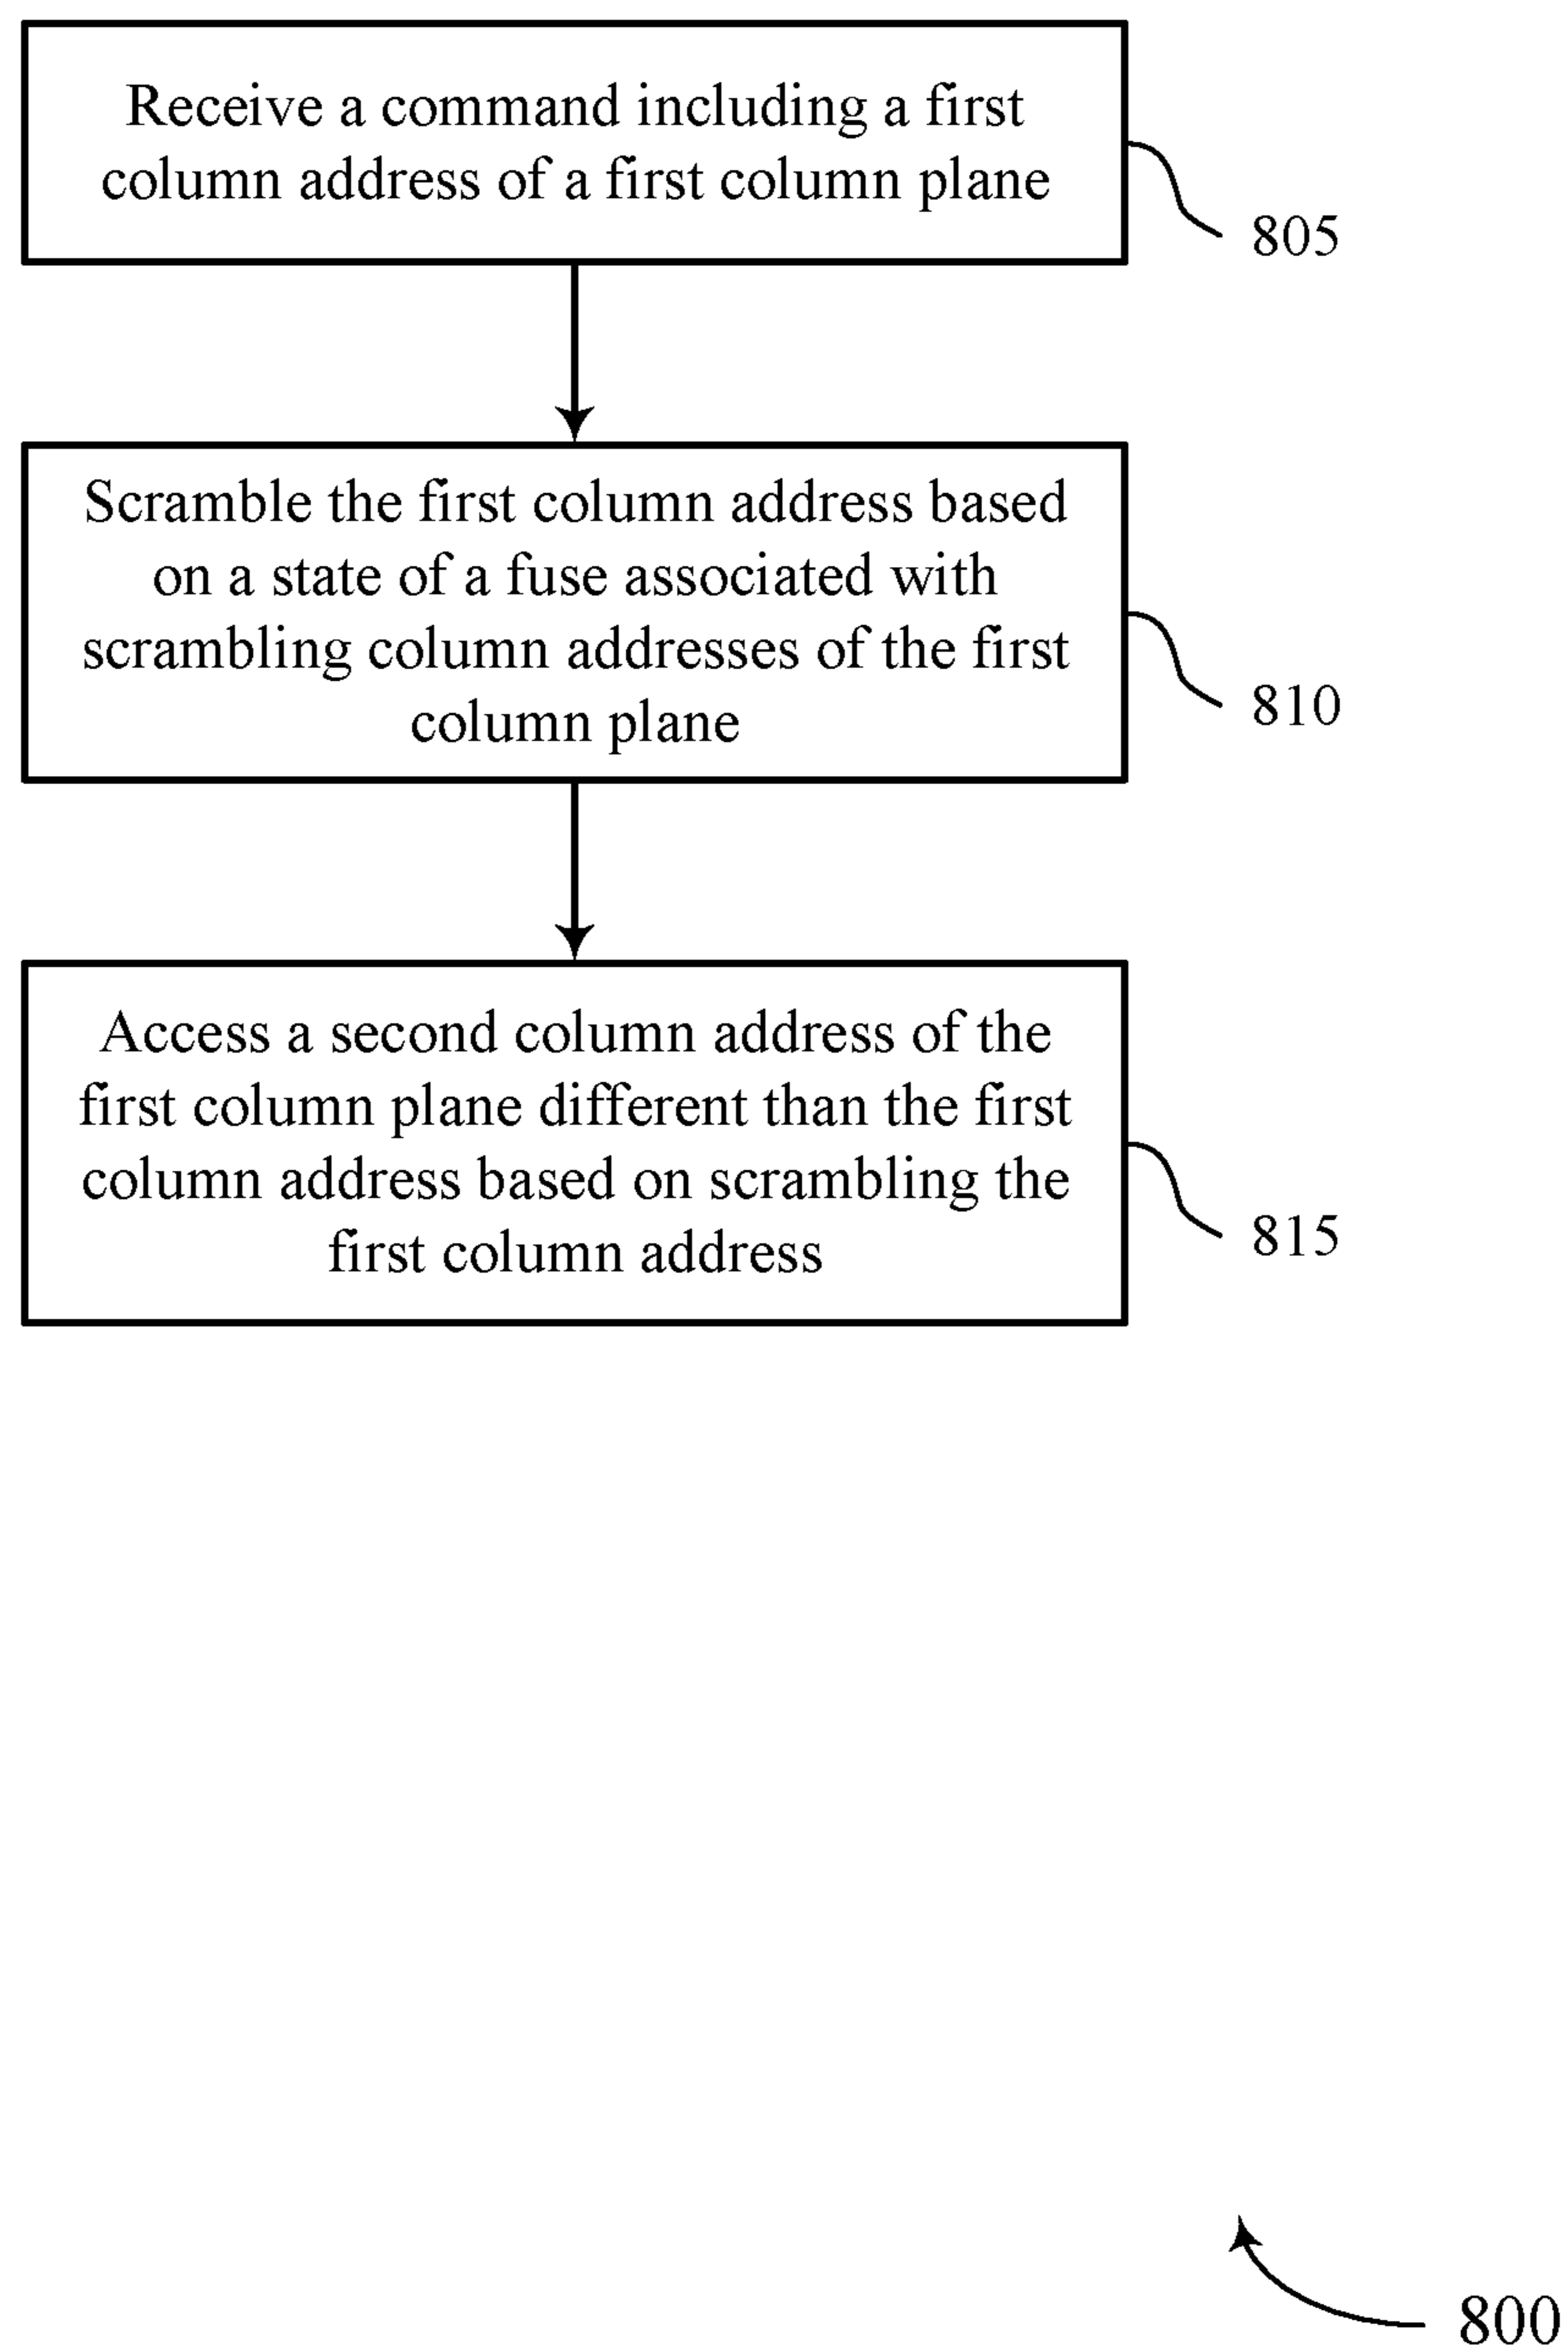 Receive a command including a first
column address of a first column plane
805
Scramble the first column address based
on a state of a fuse associated with
scrambling column addresses of the first
column plane
810
Access a second column address of the
first column plane different than the first
column address based on scrambling the
first column address
815
800